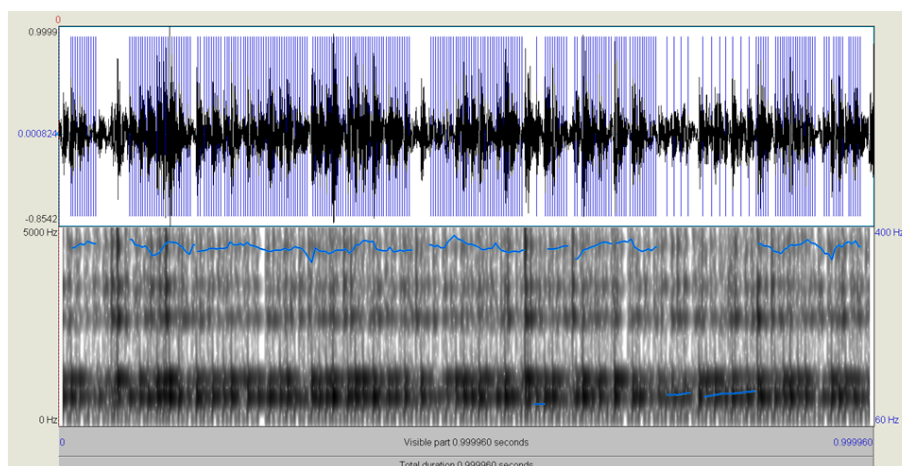 0
0.9999
0.0008240
-0.8542
5000 Hz
400 Hz
0 Hz
60 Hz
0
Visible part 0.999960 seconds
0.999960
Total duration 0.999960 seconds